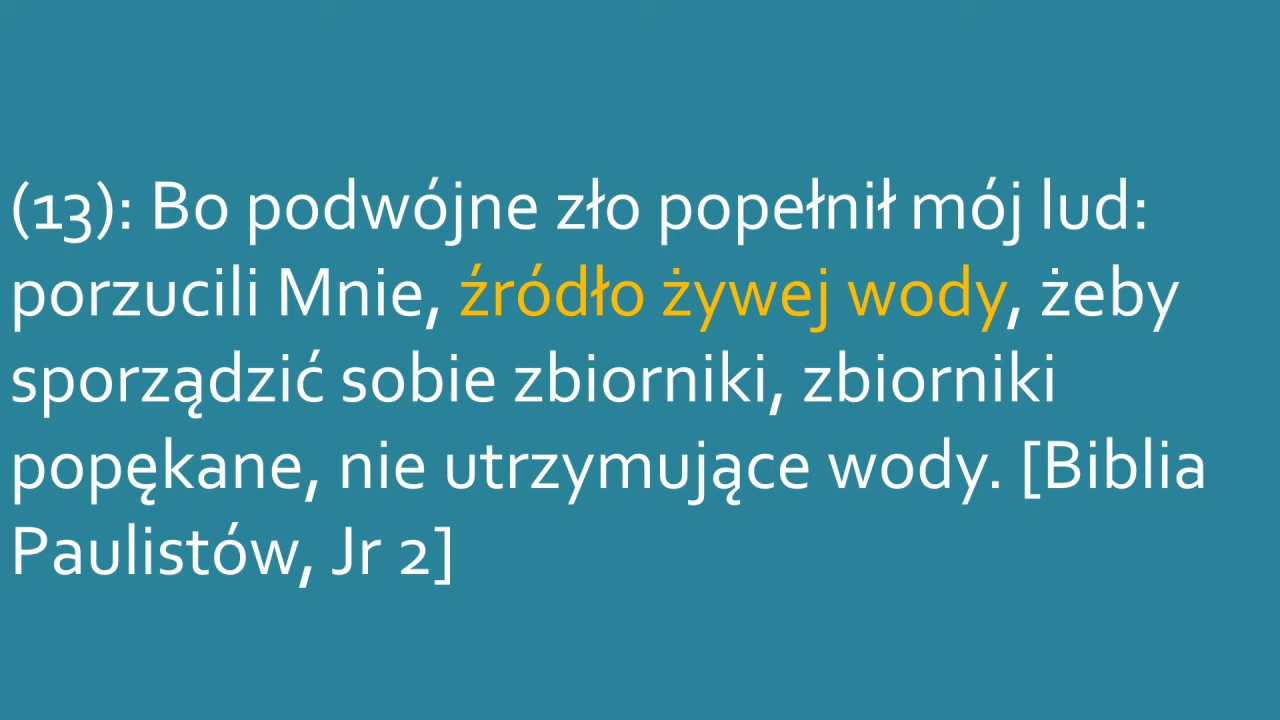 (13): Bo podwójne zło popełnił mój lud:
porzucili Mnie, źródło żywej wody, żeby
sporządzić sobie zbiorniki, zbiorniki
popękane, nie utrzymujące wody. [Biblia
Paulistów, Jr 2]